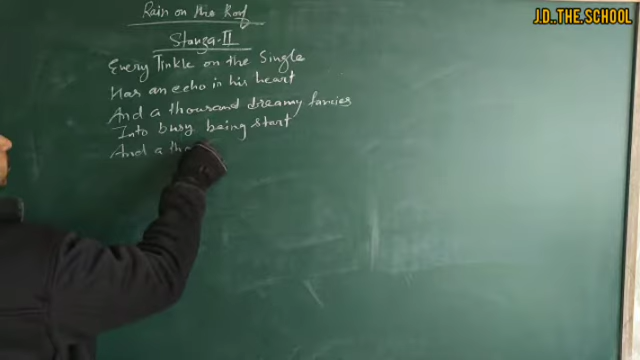 J.D..THE.SCHOOL
Rain on the Roof
Stanza-II
Every Tinkle on the Single
Has an echo in his heart
And a thousand dreamy fancies
Into busy being start
And a tho